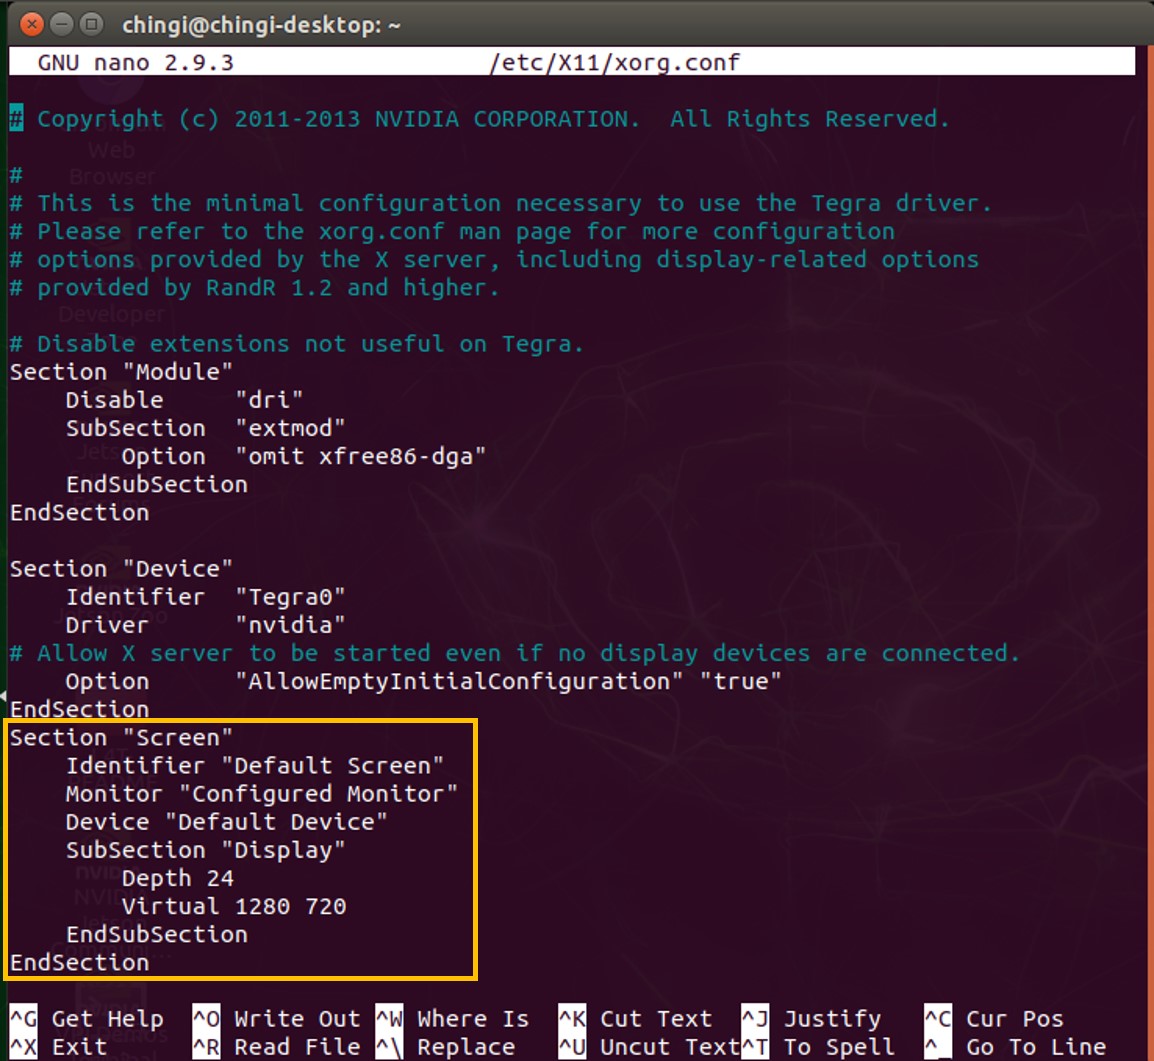 chingi@chingi-desktop: ~
GNU nano 2.9.3 /etc/X11/xorg.conf
# Copyright (c) 2011-2013 NVIDIA CORPORATION.  All Rights Reserved.
#
# This is the minimal configuration necessary to use the Tegra driver.
# Please refer to the xorg.conf man page for more configuration
# options provided by the X server, including display-related options
# provided by RandR 1.2 and higher.
# Disable extensions not useful on Tegra.
Section "Module"
    Disable     "dri"
    SubSection  "extmod"
        Option  "omit xfree86-dga"
    EndSubSection
EndSection
Section "Device"
    Identifier  "Tegra0"
    Driver      "nvidia"
# Allow X server to be started even if no display devices are connected.
    Option      "AllowEmptyInitialConfiguration" "true"
EndSection
Section "Screen"
    Identifier "Default Screen"
    Monitor "Configured Monitor"
    Device "Default Device"
    SubSection "Display"
        Depth 24
        Virtual 1280 720
    EndSubSection
EndSection
^G Get Help  ^O Write Out ^W Where Is  ^K Cut Text  ^J Justify   ^C Cur Pos
^X Exit      ^R Read File ^\ Replace   ^U Uncut Text^T To Spell  ^_ Go To Line